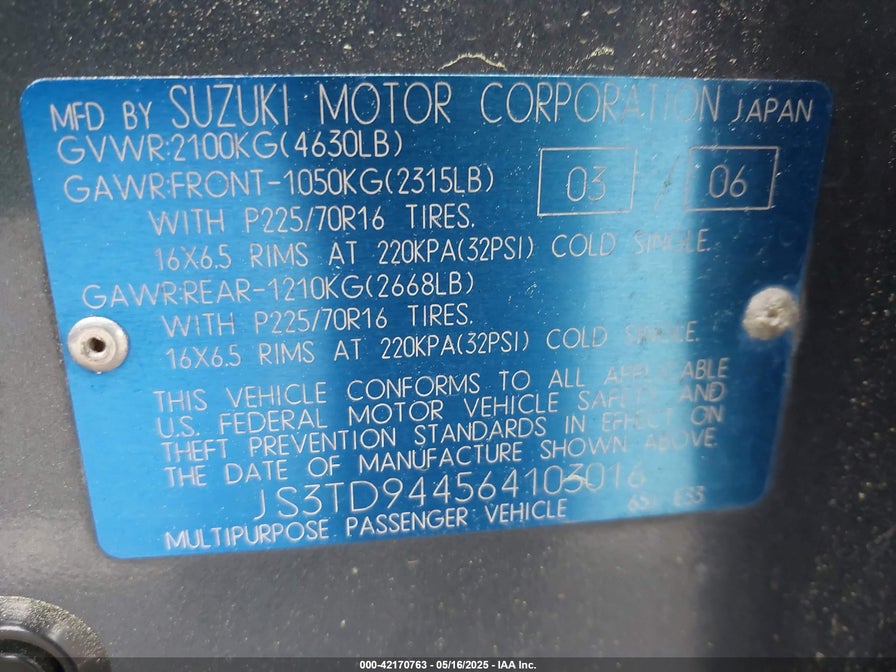 MFD BY SUZUKI MOTOR CORPORATION JAPAN
GVWR:2100KG(4630LB)
GAWR:FRONT-1050KG(2315LB) 03 / 06
WITH P225/70R16 TIRES.
16X6.5 RIMS AT 220KPA(32PSI) COLD SINGLE.
GAWR:REAR-1210KG(2668LB)
WITH P225/70R16 TIRES.
16X6.5 RIMS AT 220KPA(32PSI) COLD SINGLE.
THIS VEHICLE CONFORMS TO ALL APPLICABLE
U.S. FEDERAL MOTOR VEHICLE SAFETY AND
THEFT PREVENTION STANDARDS IN EFFECT ON
THE DATE OF MANUFACTURE SHOWN ABOVE.
JS3TD944564103016
MULTIPURPOSE PASSENGER VEHICLE
000-42170763 - 05/16/2025 - IAA Inc.